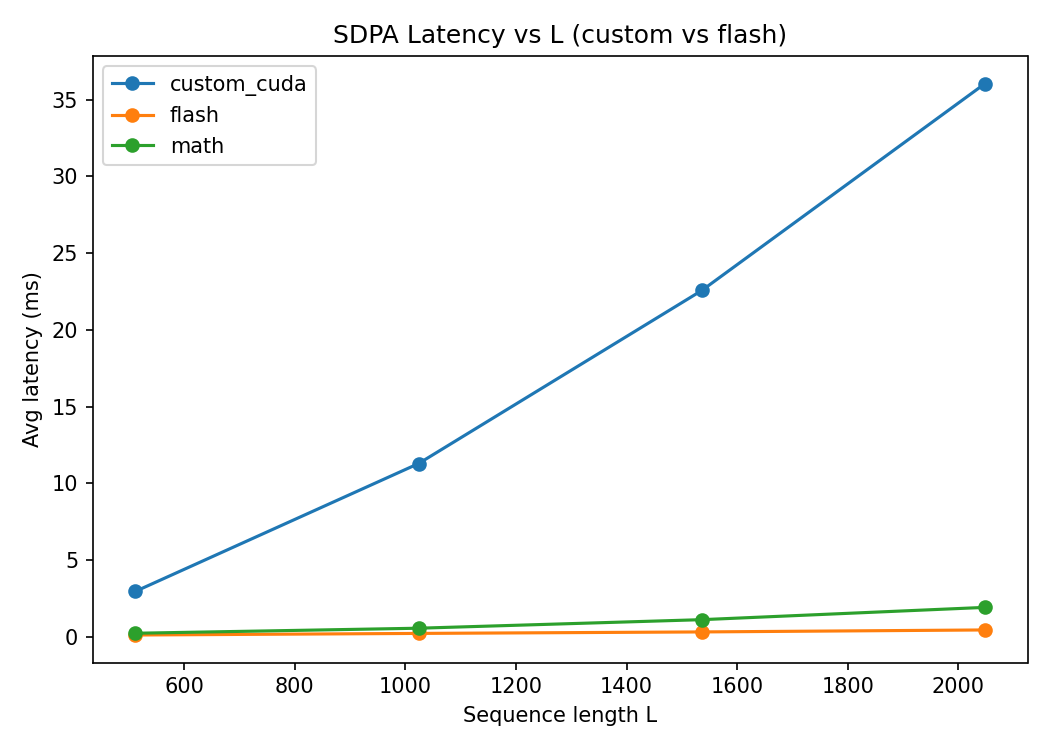 SDPA Latency vs L (custom vs flash)
custom_cuda
flash
math
Avg latency (ms)
35
30
25
20
15
10
5
0
600 800 1000 1200 1400 1600 1800 2000
Sequence length L